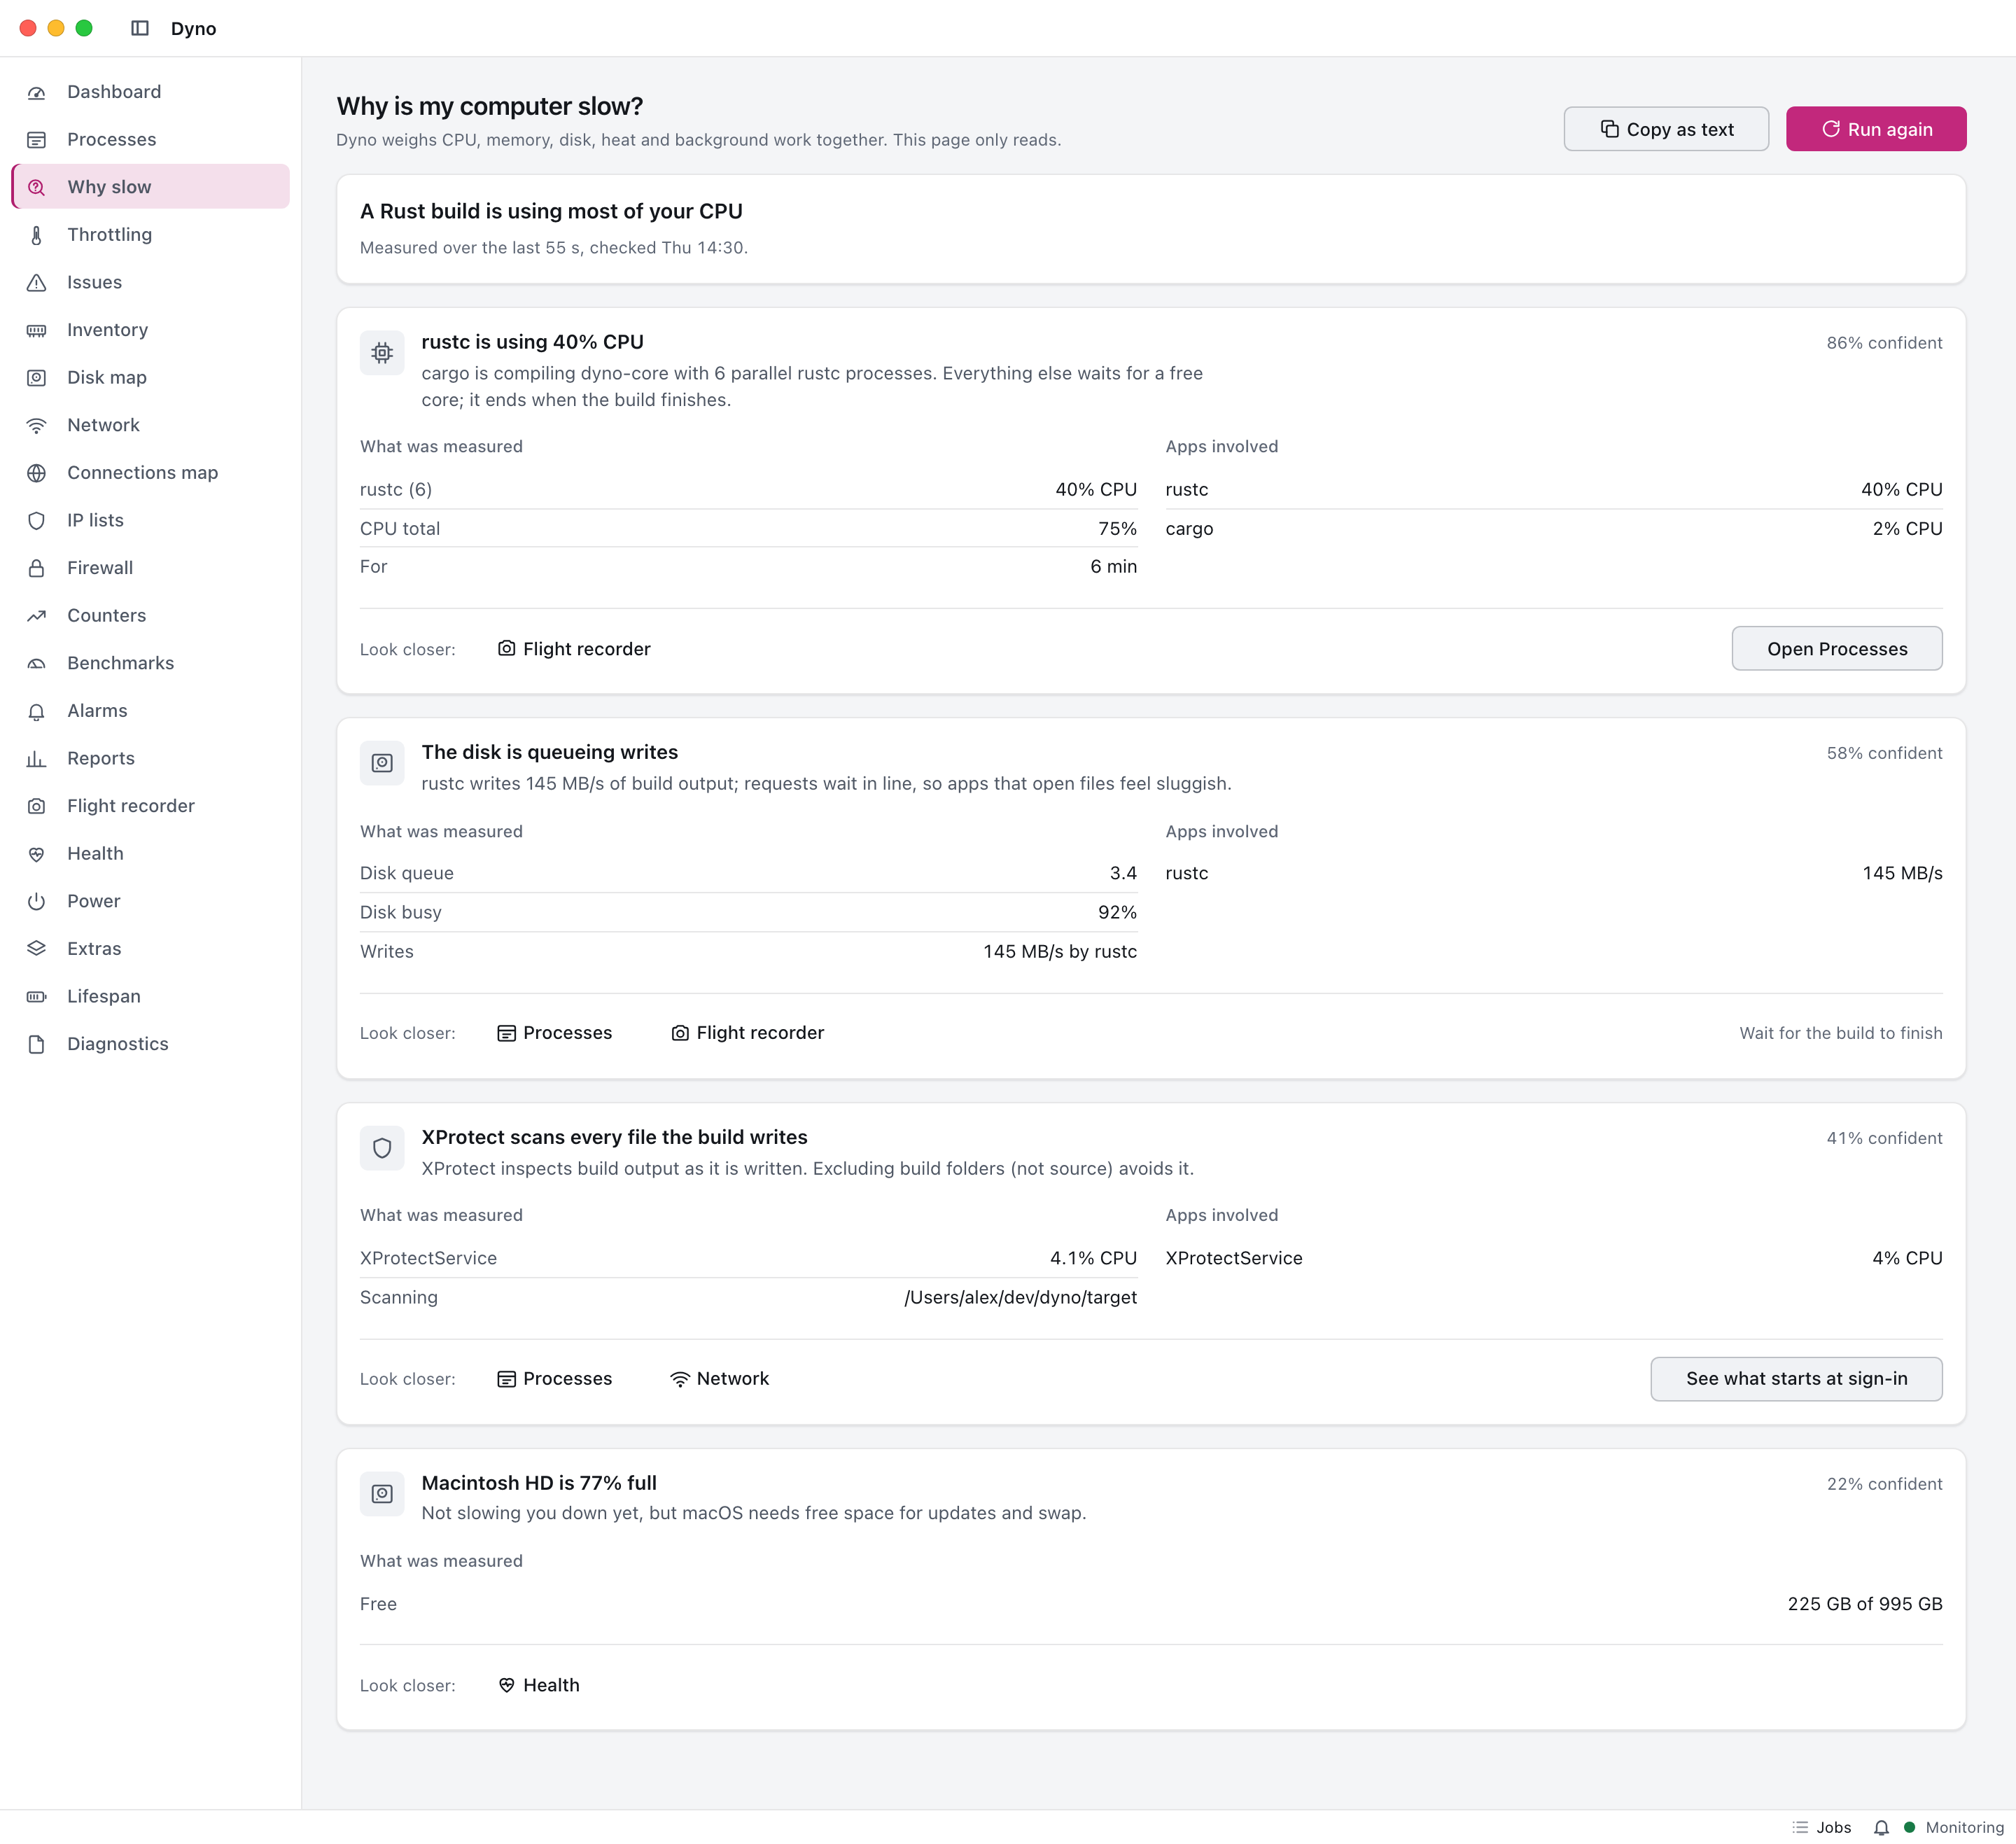 Dyno
Dashboard
Processes
Why slow
Throttling
Issues
Inventory
Disk map
Network
Connections map
IP lists
Firewall
Counters
Benchmarks
Alarms
Reports
Flight recorder
Health
Power
Extras
Lifespan
Diagnostics
Why is my computer slow?
Dyno weighs CPU, memory, disk, heat and background work together. This page only reads.
Copy as text
Run again
A Rust build is using most of your CPU
Measured over the last 55 s, checked Thu 14:30.
rustc is using 40% CPU
86% confident
cargo is compiling dyno-core with 6 parallel rustc processes. Everything else waits for a free
core; it ends when the build finishes.
What was measured
Apps involved
rustc (6) 40% CPU
rustc 40% CPU
CPU total 75%
cargo 2% CPU
For 6 min
Look closer: Flight recorder
Open Processes
The disk is queueing writes
58% confident
rustc writes 145 MB/s of build output; requests wait in line, so apps that open files feel sluggish.
What was measured
Apps involved
Disk queue 3.4
rustc 145 MB/s
Disk busy 92%
Writes 145 MB/s by rustc
Look closer: Processes Flight recorder
Wait for the build to finish
XProtect scans every file the build writes
41% confident
XProtect inspects build output as it is written. Excluding build folders (not source) avoids it.
What was measured
Apps involved
XProtectService 4.1% CPU
XProtectService 4% CPU
Scanning /Users/alex/dev/dyno/target
Look closer: Processes Network
See what starts at sign-in
Macintosh HD is 77% full
22% confident
Not slowing you down yet, but macOS needs free space for updates and swap.
What was measured
Free 225 GB of 995 GB
Look closer: Health
Jobs
Monitoring